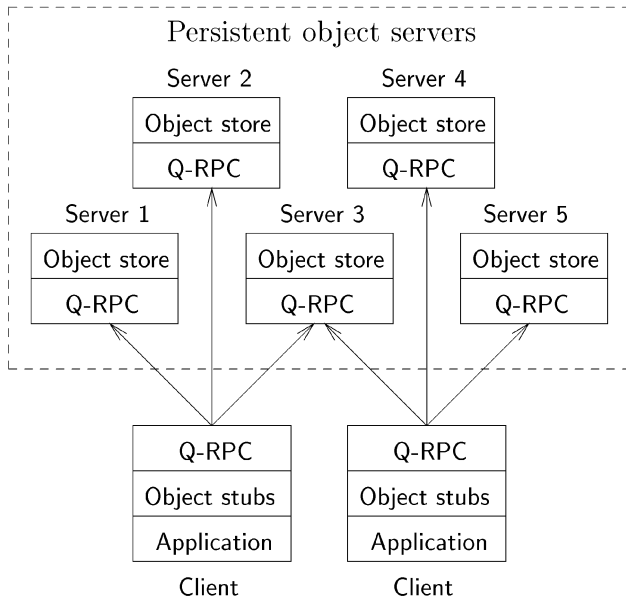 Persistent object servers
Server 2
Server 4
Object store
Object store
Q-RPC
Q-RPC
Server 1
Server 3
Server 5
Object store
Object store
Object store
Q-RPC
Q-RPC
Q-RPC
Q-RPC
Q-RPC
Object stubs
Object stubs
Application
Application
Client
Client